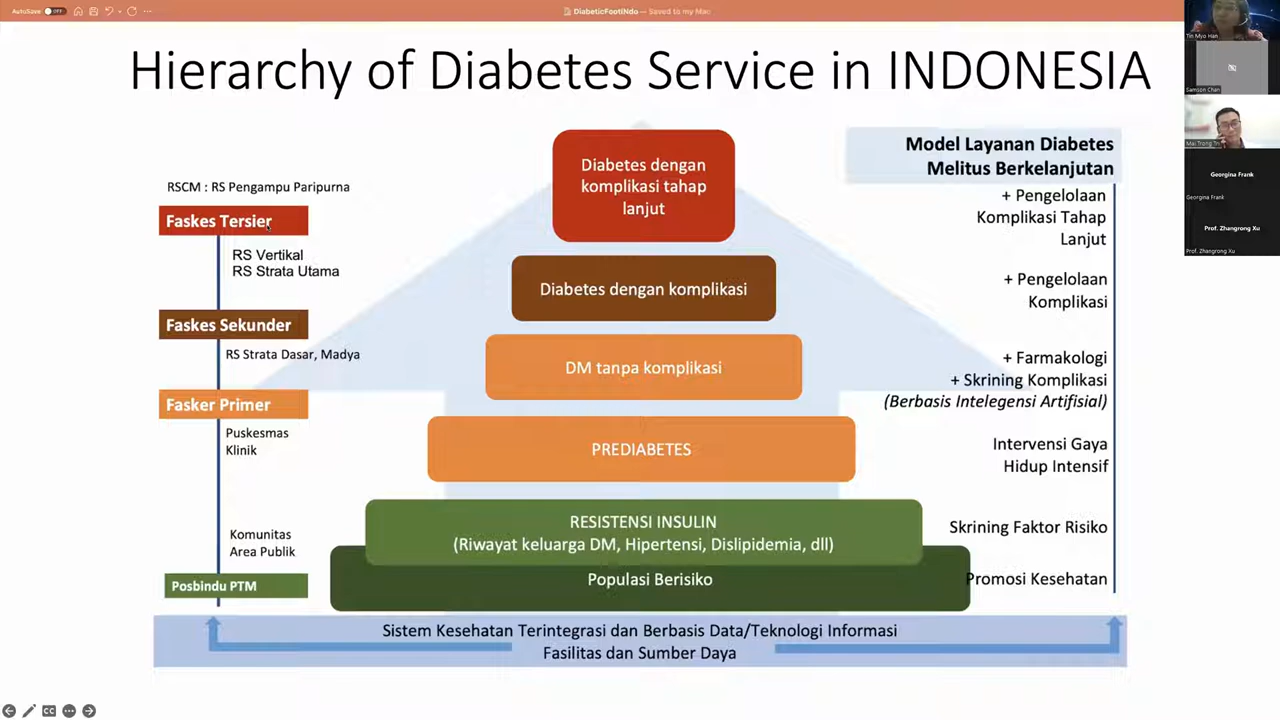 AutoSave OFF
DiabeticFootINdo — Saved to my Mac
Hierarchy of Diabetes Service in INDONESIA
RSCM : RS Pengampu Paripurna
Faskes Tersier
RS Vertikal
RS Strata Utama
Faskes Sekunder
RS Strata Dasar, Madya
Fasker Primer
Puskesmas
Klinik
Komunitas
Area Publik
Posbindu PTM
Diabetes dengan
komplikasi tahap
lanjut
Diabetes dengan komplikasi
DM tanpa komplikasi
PREDIABETES
RESISTENSI INSULIN
(Riwayat keluarga DM, Hipertensi, Dislipidemia, dll)
Populasi Berisiko
Model Layanan Diabetes
Melitus Berkelanjutan
+ Pengelolaan
Komplikasi Tahap
Lanjut
+ Pengelolaan
Komplikasi
+ Farmakologi
+ Skrining Komplikasi
(Berbasis Intelegensi Artifisial)
Intervensi Gaya
Hidup Intensif
Skrining Faktor Risiko
Promosi Kesehatan
Sistem Kesehatan Terintegrasi dan Berbasis Data/Teknologi Informasi
Fasilitas dan Sumber Daya
Tin Myo Han
Samson Chan
Mai Trong Tri
Georgina Frank
Georgina Frank
Prof. Zhangrong Xu
Prof. Zhangrong Xu
CC